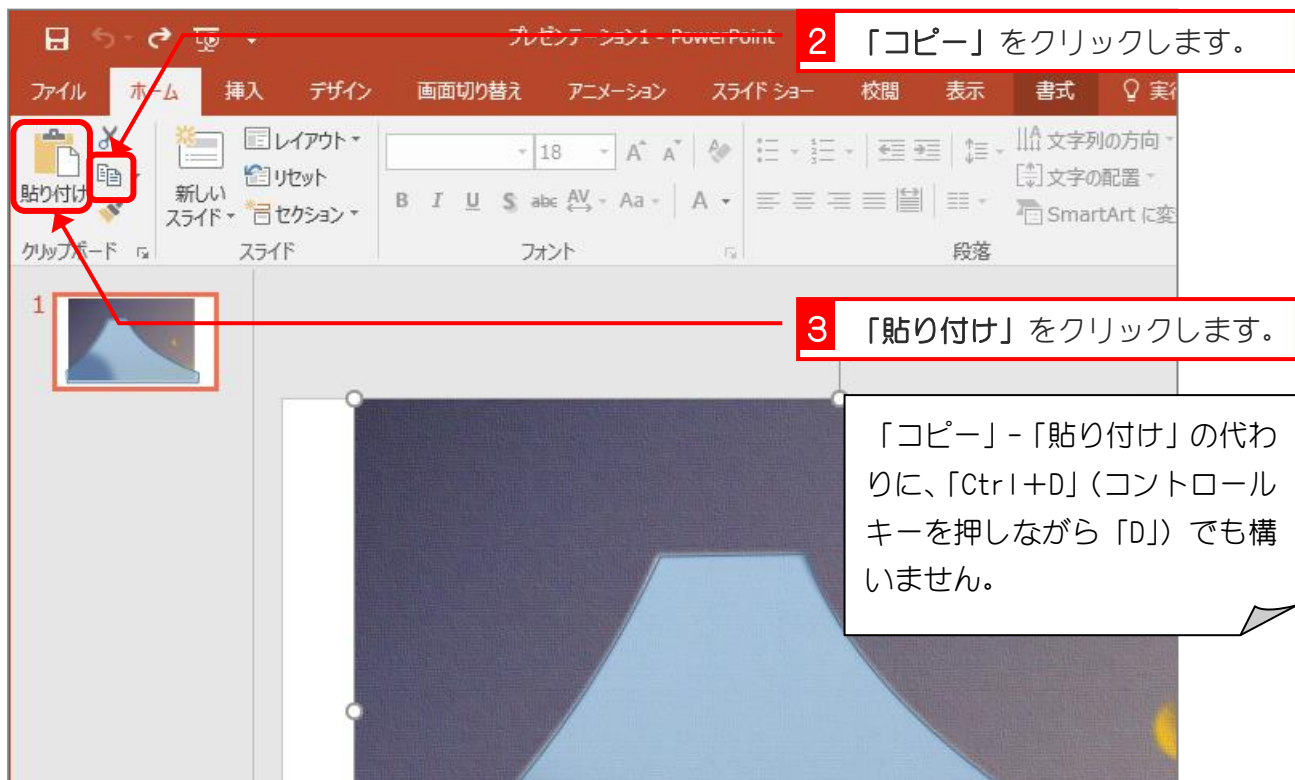 プレゼンテーション1 - PowerPoint
2 「コピー」をクリックします。
ファイル ホーム 挿入 デザイン 画面切り替え アニメーション スライド ショー 校閲 表示 書式
貼り付け
新しい
スライド
レイアウト
リセット
セクション
18
B I U S abc AV Aa A
文字列の方向
文字の配置
SmartArt に変
クリップボード スライド フォント 段落
1
3 「貼り付け」をクリックします。
「コピー」-「貼り付け」の代わ
りに、「Ctrl+D」(コントロール
キーを押しながら「D」)でも構
いません。